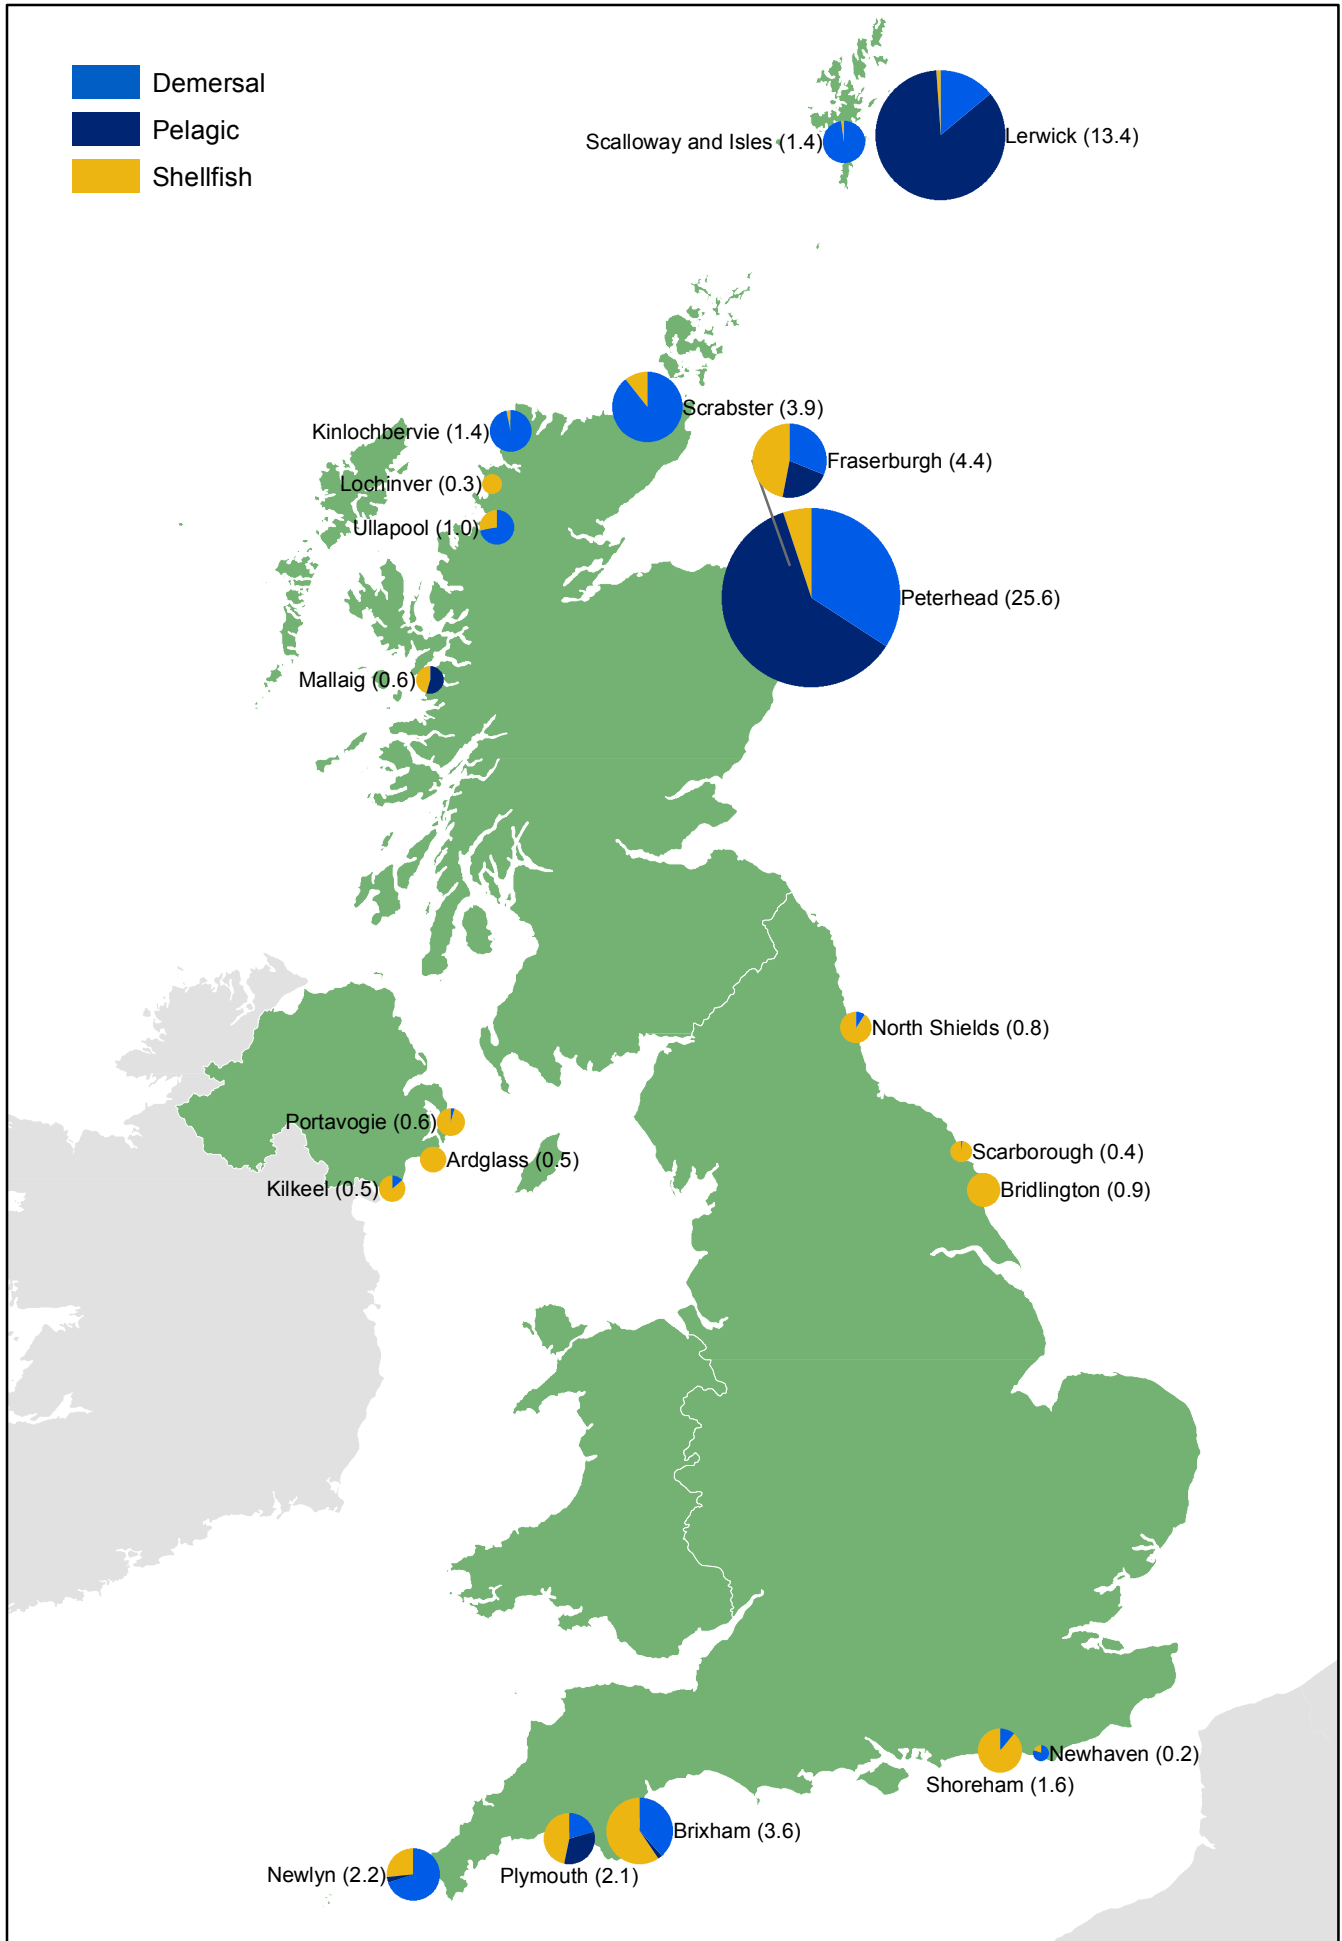 Demersal
Pelagic
Shellfish
Scalloway and Isles (1.4)
Lerwick (13.4)
Scrabster (3.9)
Kinlochbervie (1.4)
Fraserburgh (4.4)
Lochinver (0.3)
Ullapool (1.0)
Peterhead (25.6)
Mallaig (0.6)
North Shields (0.8)
Portavogie (0.6)
Scarborough (0.4)
Ardglass (0.5)
Kilkeel (0.5)
Bridlington (0.9)
Newhaven (0.2)
Shoreham (1.6)
Brixham (3.6)
Newlyn (2.2)
Plymouth (2.1)